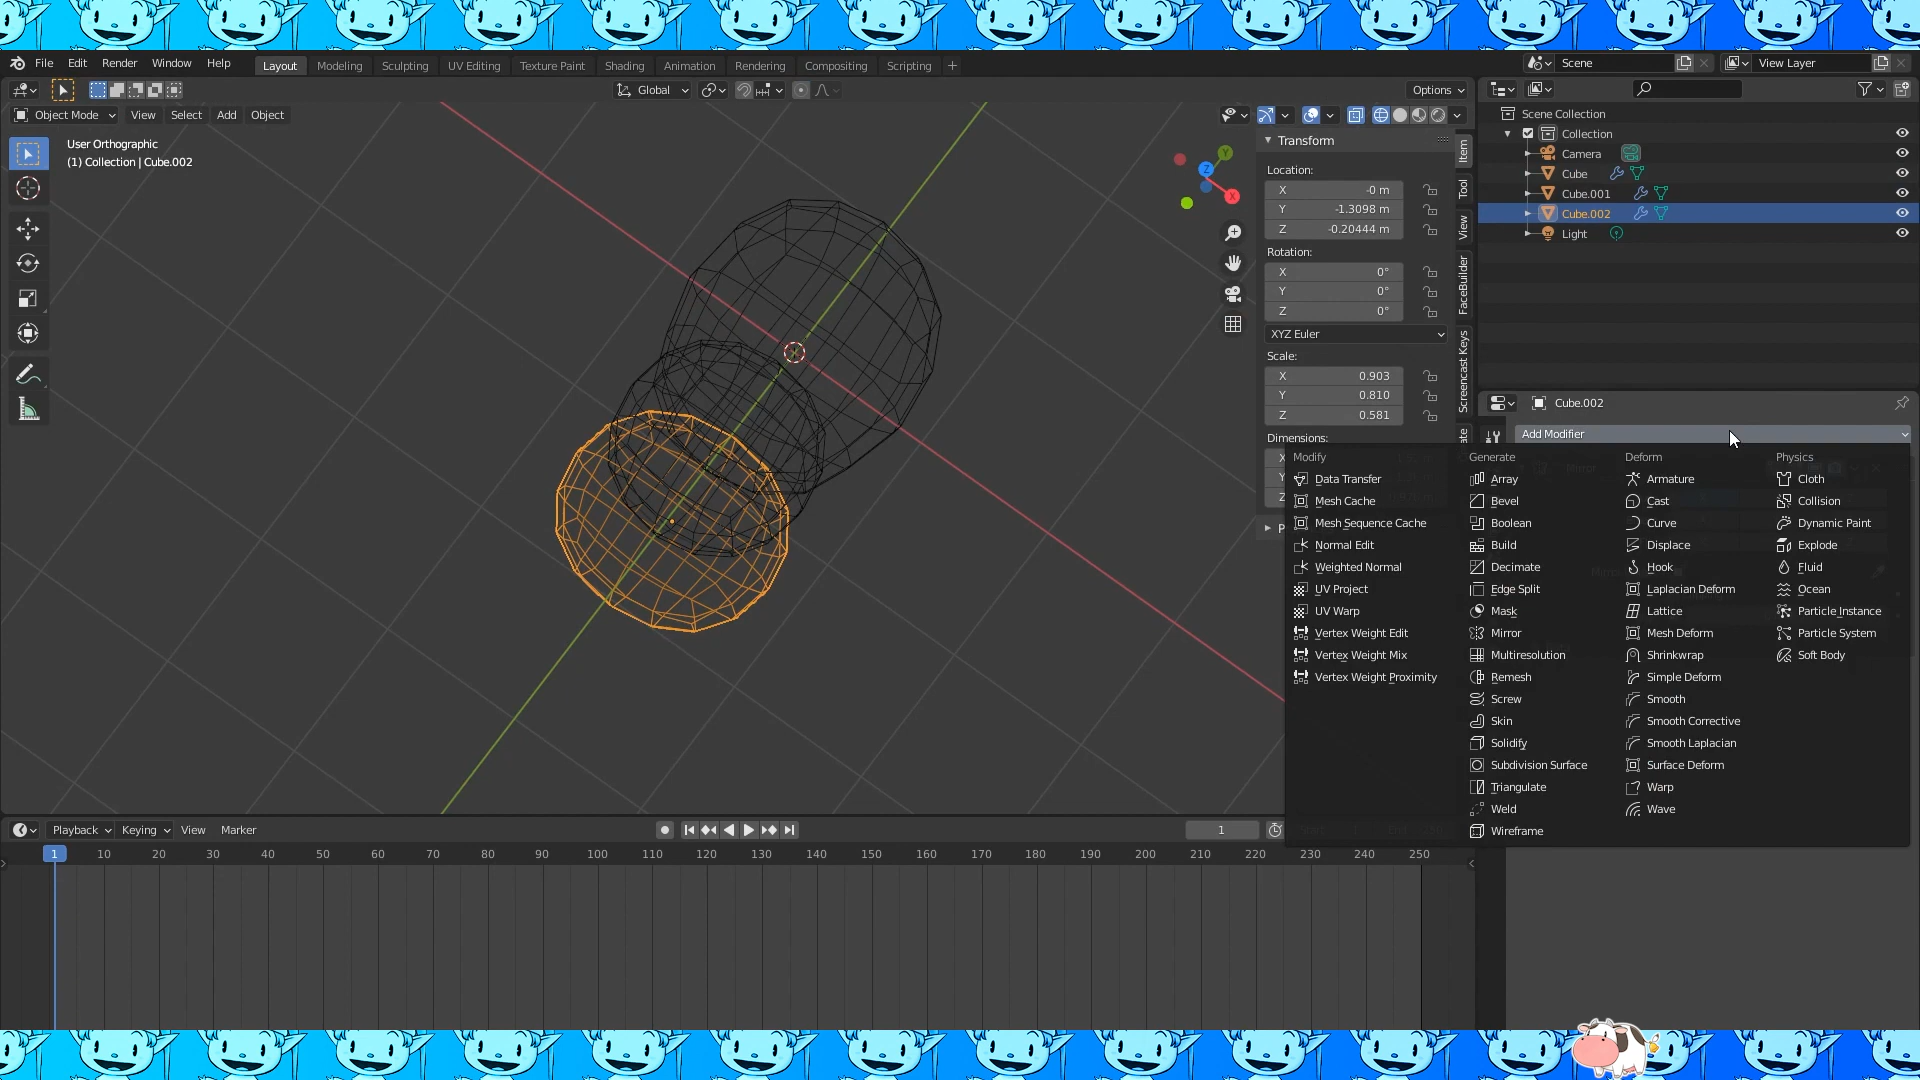 File Edit Render Window Help
Layout Modeling Sculpting UV Editing Texture Paint Shading Animation Rendering Compositing Scripting +
Scene
View Layer
Global
Options
Object Mode View Select Add Object
User Orthographic
(1) Collection | Cube.002
Y
Z
X
Transform
Location:
X -0 m
Y -1.3098 m
Z -0.20444 m
Rotation:
X 0°
Y 0°
Z 0°
XYZ Euler
Scale:
X 0.903
Y 0.810
Z 0.581
Dimensions:
X
Y
Z
P
Item
Tool
View
FaceBuilder
Screencast Keys
Scene Collection
Collection
Camera
Cube
Cube.001
Cube.002
Light
Cube.002
Add Modifier
Modify
Data Transfer
Mesh Cache
Mesh Sequence Cache
Normal Edit
Weighted Normal
UV Project
UV Warp
Vertex Weight Edit
Vertex Weight Mix
Vertex Weight Proximity
Generate
Array
Bevel
Boolean
Build
Decimate
Edge Split
Mask
Mirror
Multiresolution
Remesh
Screw
Skin
Solidify
Subdivision Surface
Triangulate
Weld
Wireframe
Deform
Armature
Cast
Curve
Displace
Hook
Laplacian Deform
Lattice
Mesh Deform
Shrinkwrap
Simple Deform
Smooth
Smooth Corrective
Smooth Laplacian
Surface Deform
Warp
Wave
Physics
Cloth
Collision
Dynamic Paint
Explode
Fluid
Ocean
Particle Instance
Particle System
Soft Body
Playback Keying View Marker
1
1 10 20 30 40 50 60 70 80 90 100 110 120 130 140 150 160 170 180 190 200 210 220 230 240 250